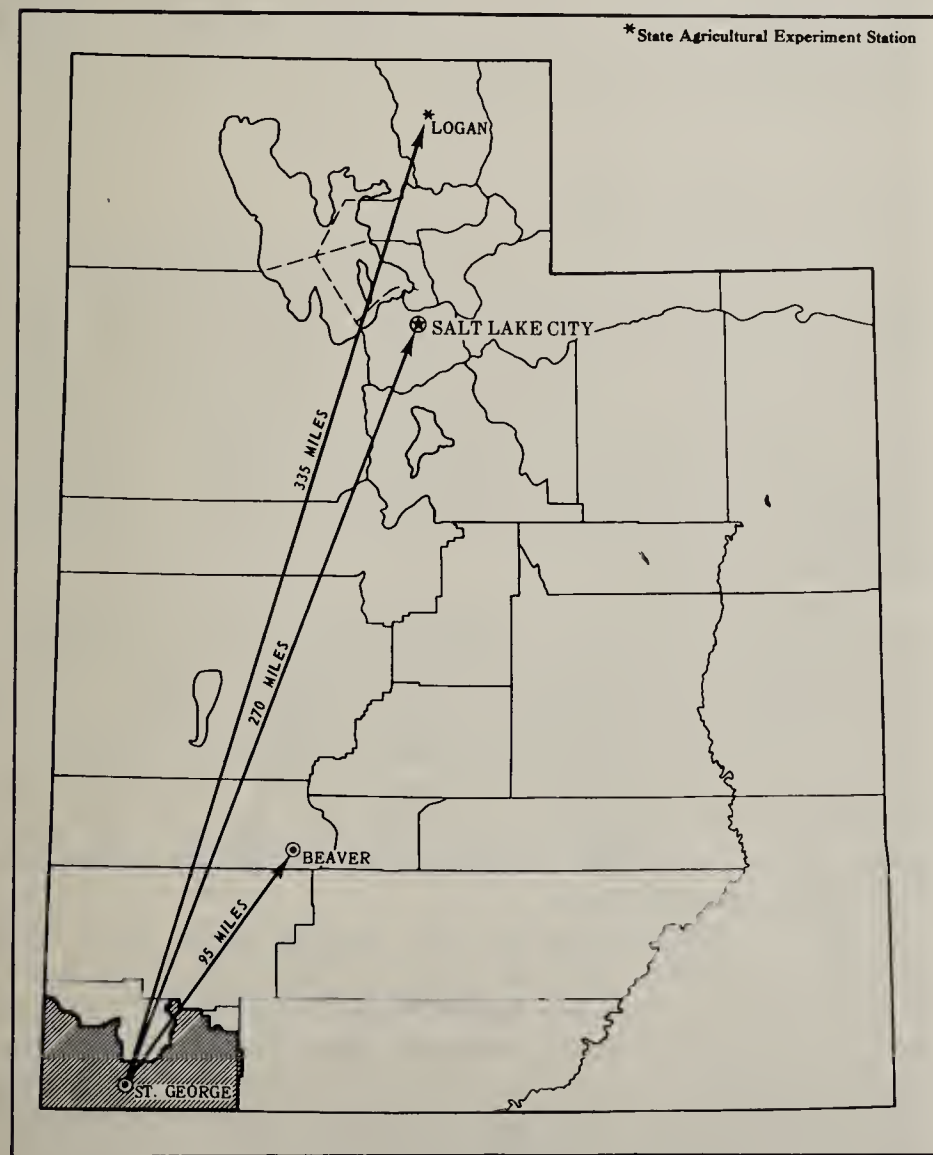 *State Agricultural Experiment Station
*LOGAN
SALT LAKE CITY
335 MILES
270 MILES
BEAVER
95 MILES
ST. GEORGE